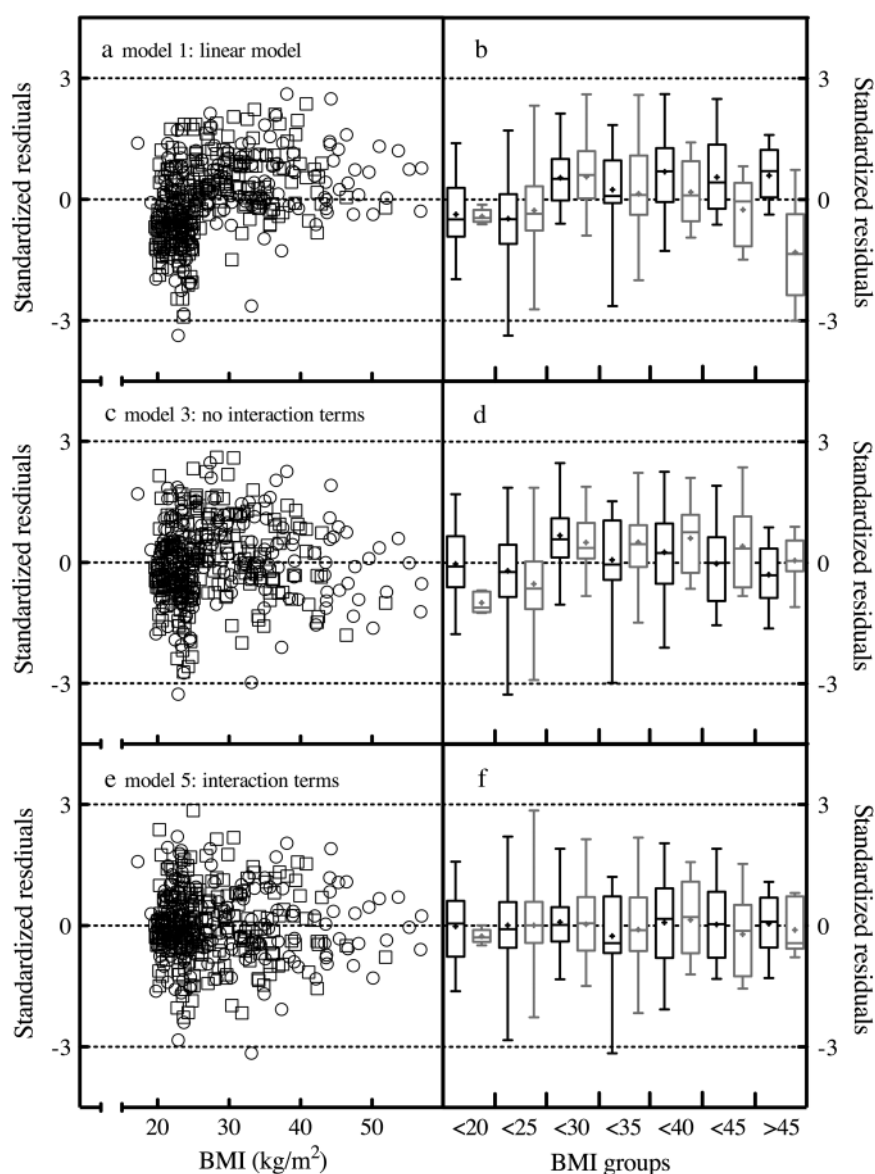 a model 1: linear model
b
3
0
-3
Standardized resdiuals
3
0
-3
Standardized residuals
c model 3: no interaction terms
d
3
0
-3
Standardized residuals
3
0
-3
Standardized residuals
e model 5: interaction terms
f
3
0
-3
Standardized residuals
3
0
-3
Standardized residuals
20 30 40 50
BMI (kg/m²)
<20 <25 <30 <35 <40 <45 >45
BMI groups